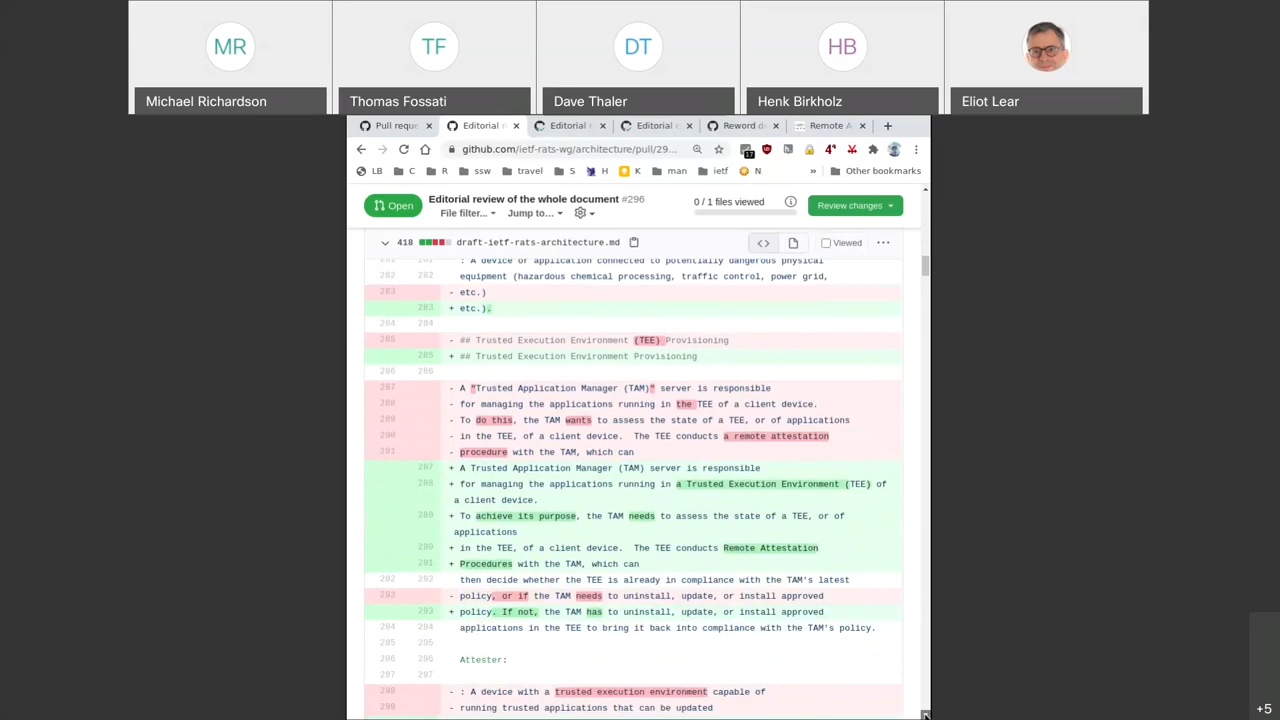 MR
TF
DT
HB
Michael Richardson
Thomas Fossati
Dave Thaler
Henk Birkholz
Eliot Lear
Pull reque
Editorial r
Editorial r
Editorial e
Reword de
Remote A
github.com/ietf-rats-wg/architecture/pull/29...
17
LB
C
R
ssw
travel
S
H
K
man
ietf
N
»
Other bookmarks
Open
Editorial review of the whole document #296
File filter...
Jump to...
0 / 1 files viewed
Review changes
418
draft-ietf-rats-architecture.md
Viewed
281 281 : A device or application connected to potentially dangerous physical
282 282 equipment (hazardous chemical processing, traffic control, power grid,
283 - etc.)
283 + etc.).
284 284
285 - ## Trusted Execution Environment (TEE) Provisioning
285 + ## Trusted Execution Environment Provisioning
286 286
287 - A "Trusted Application Manager (TAM)" server is responsible
288 - for managing the applications running in the TEE of a client device.
289 - To do this, the TAM wants to assess the state of a TEE, or of applications
290 - in the TEE, of a client device. The TEE conducts a remote attestation
291 - procedure with the TAM, which can
287 + A Trusted Application Manager (TAM) server is responsible
288 + for managing the applications running in a Trusted Execution Environment (TEE) of
a client device.
289 + To achieve its purpose, the TAM needs to assess the state of a TEE, or of
applications
290 + in the TEE, of a client device. The TEE conducts Remote Attestation
291 + Procedures with the TAM, which can
292 292 then decide whether the TEE is already in compliance with the TAM's latest
293 - policy, or if the TAM needs to uninstall, update, or install approved
293 + policy. If not, the TAM has to uninstall, update, or install approved
294 294 applications in the TEE to bring it back into compliance with the TAM's policy.
295 295
296 296 Attester:
297 297
298 - : A device with a trusted execution environment capable of
299 - running trusted applications that can be updated
+5